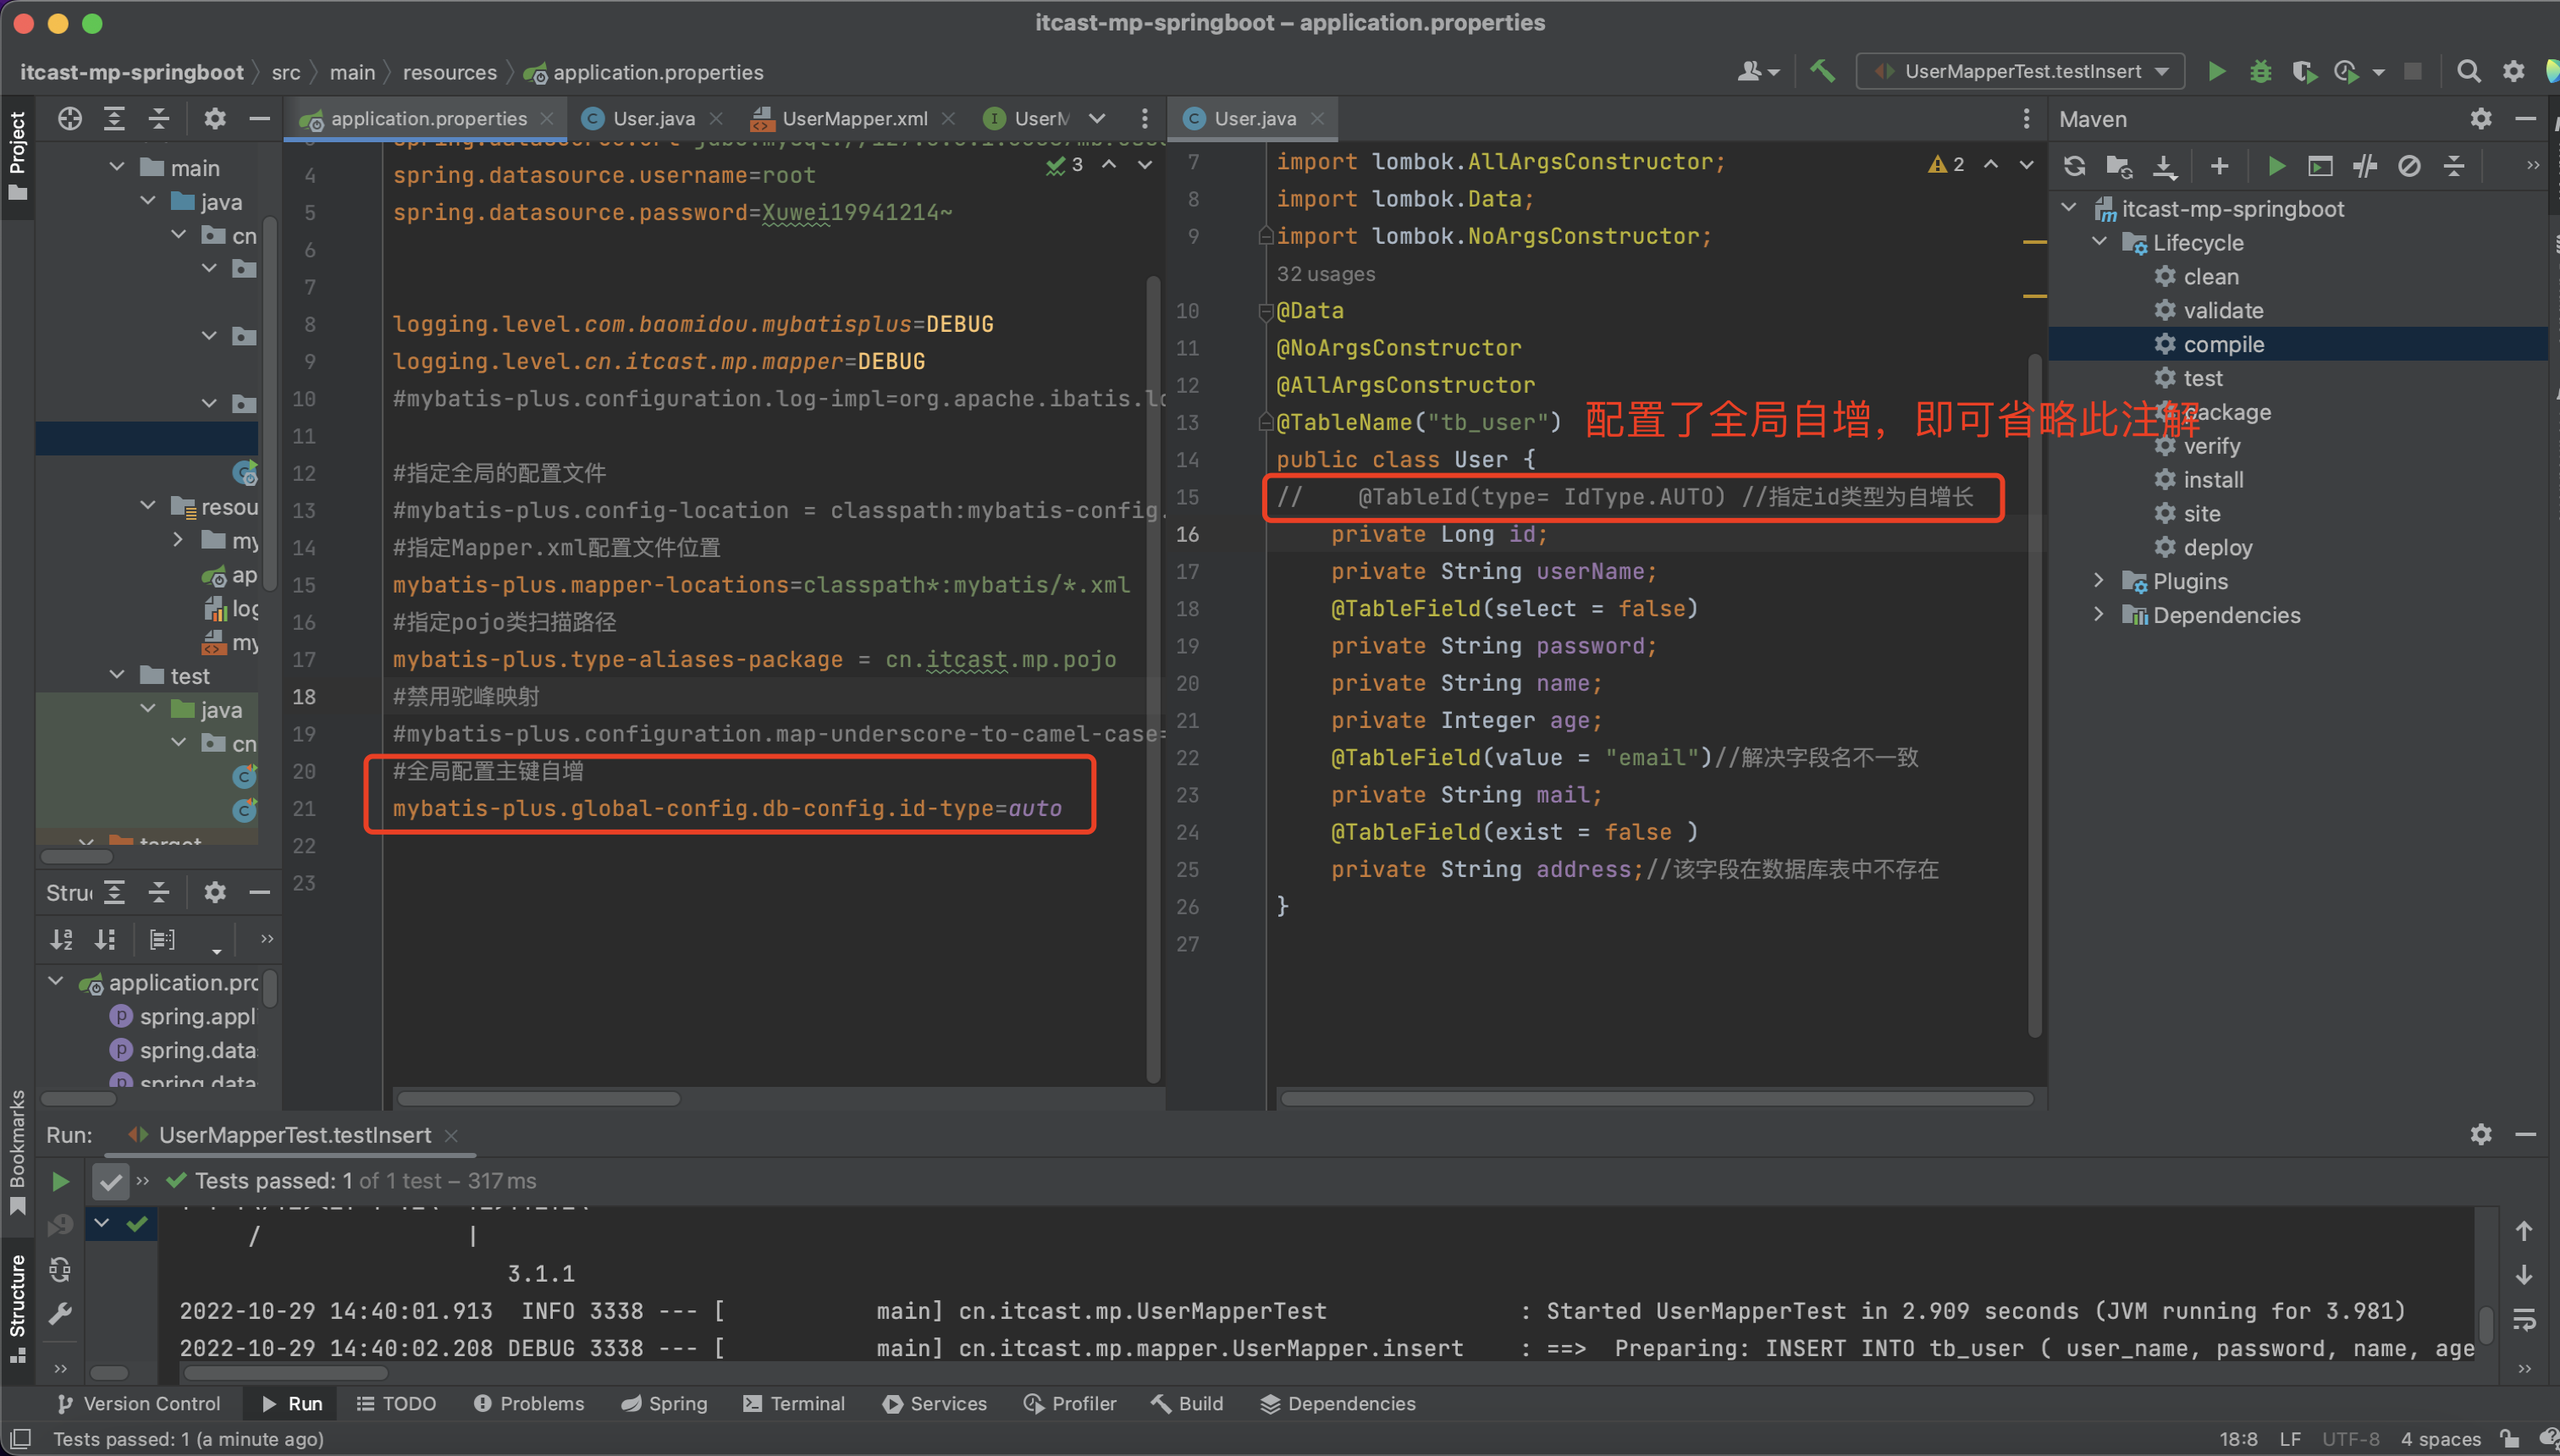 itcast-mp-springboot – application.properties
itcast-mp-springboot 〉 src 〉 main 〉 resources 〉 application.properties
UserMapperTest.testInsert
Project
application.properties
User.java
UserMapper.xml
UserM
User.java
Maven
main
java
cn
resou
my
ap
log
my
test
java
cn
target
3
4 spring.datasource.username=root
5 spring.datasource.password=Xuwei19941214~
6
7
8 logging.level.com.baomidou.mybatisplus=DEBUG
9 logging.level.cn.itcast.mp.mapper=DEBUG
10 #mybatis-plus.configuration.log-impl=org.apache.ibatis.lo
11
12 #指定全局的配置文件
13 #mybatis-plus.config-location = classpath:mybatis-config.
14 #指定Mapper.xml配置文件位置
15 mybatis-plus.mapper-locations=classpath*:mybatis/*.xml
16 #指定pojo类扫描路径
17 mybatis-plus.type-aliases-package = cn.itcast.mp.pojo
18 #禁用驼峰映射
19 #mybatis-plus.configuration.map-underscore-to-camel-case=
20 #全局配置主键自增
21 mybatis-plus.global-config.db-config.id-type=auto
22
23
2
7 import lombok.AllArgsConstructor;
8 import lombok.Data;
9 import lombok.NoArgsConstructor;
32 usages
10 @Data
11 @NoArgsConstructor
12 @AllArgsConstructor
13 @TableName("tb_user")
配置了全局自增，即可省略此注解
14 public class User {
15 // @TableId(type= IdType.AUTO) //指定id类型为自增长
16 private Long id;
17 private String userName;
18 @TableField(select = false)
19 private String password;
20 private String name;
21 private Integer age;
22 @TableField(value = "email")//解决字段名不一致
23 private String mail;
24 @TableField(exist = false )
25 private String address;//该字段在数据库表中不存在
26 }
27
itcast-mp-springboot
Lifecycle
clean
validate
compile
test
package
verify
install
site
deploy
Plugins
Dependencies
Stru
application.pro
spring.appl
spring.data
spring.data
Bookmarks
Structure
Run: UserMapperTest.testInsert
Tests passed: 1 of 1 test – 317 ms
/ |
3.1.1
2022-10-29 14:40:01.913 INFO 3338 --- [ main] cn.itcast.mp.UserMapperTest : Started UserMapperTest in 2.909 seconds (JVM running for 3.981)
2022-10-29 14:40:02.208 DEBUG 3338 --- [ main] cn.itcast.mp.mapper.UserMapper.insert : ==> Preparing: INSERT INTO tb_user ( user_name, password, name, age
Version Control Run TODO Problems Spring Terminal Services Profiler Build Dependencies
Tests passed: 1 (a minute ago)
18:8 LF UTF-8 4 spaces